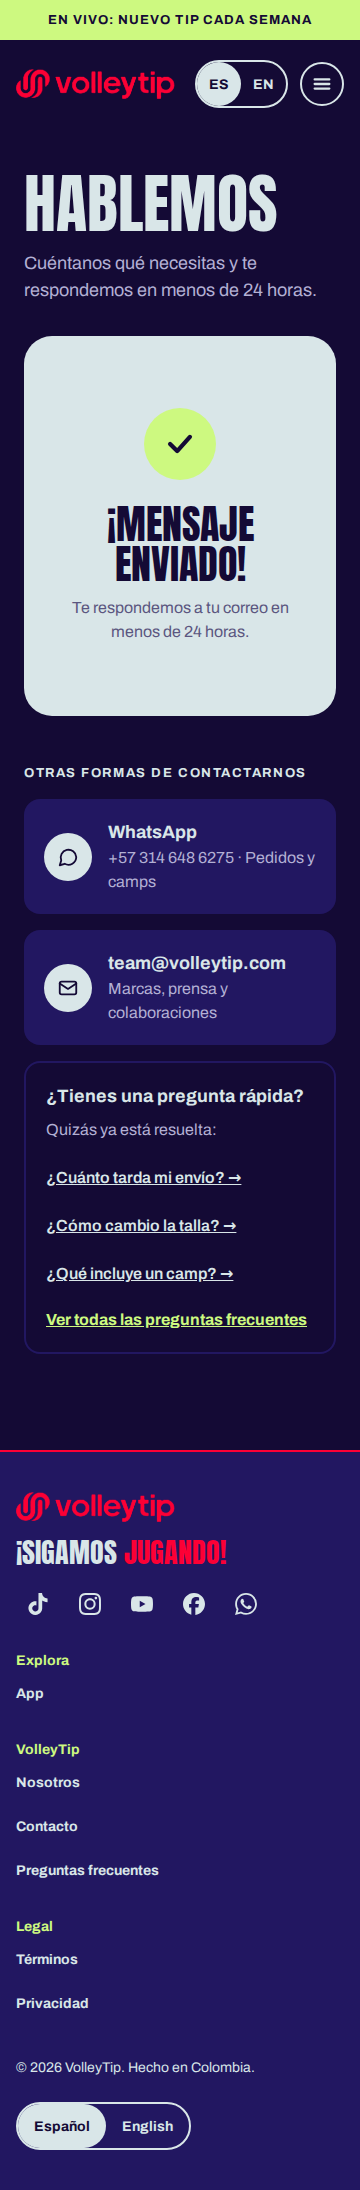 EN VIVO: NUEVO TIP CADA SEMANA
volleytip
ES EN
HABLEMOS
Cuéntanos qué necesitas y te
respondemos en menos de 24 horas.
¡MENSAJE
ENVIADO!
Te respondemos a tu correo en
menos de 24 horas.
OTRAS FORMAS DE CONTACTARNOS
WhatsApp
+57 314 648 6275 · Pedidos y
camps
team@volleytip.com
Marcas, prensa y
colaboraciones
¿Tienes una pregunta rápida?
Quizás ya está resuelta:
¿Cuánto tarda mi envío? →
¿Cómo cambio la talla? →
¿Qué incluye un camp? →
Ver todas las preguntas frecuentes
volleytip
¡SIGAMOS JUGANDO!
Explora
App
VolleyTip
Nosotros
Contacto
Preguntas frecuentes
Legal
Términos
Privacidad
© 2026 VolleyTip. Hecho en Colombia.
Español English